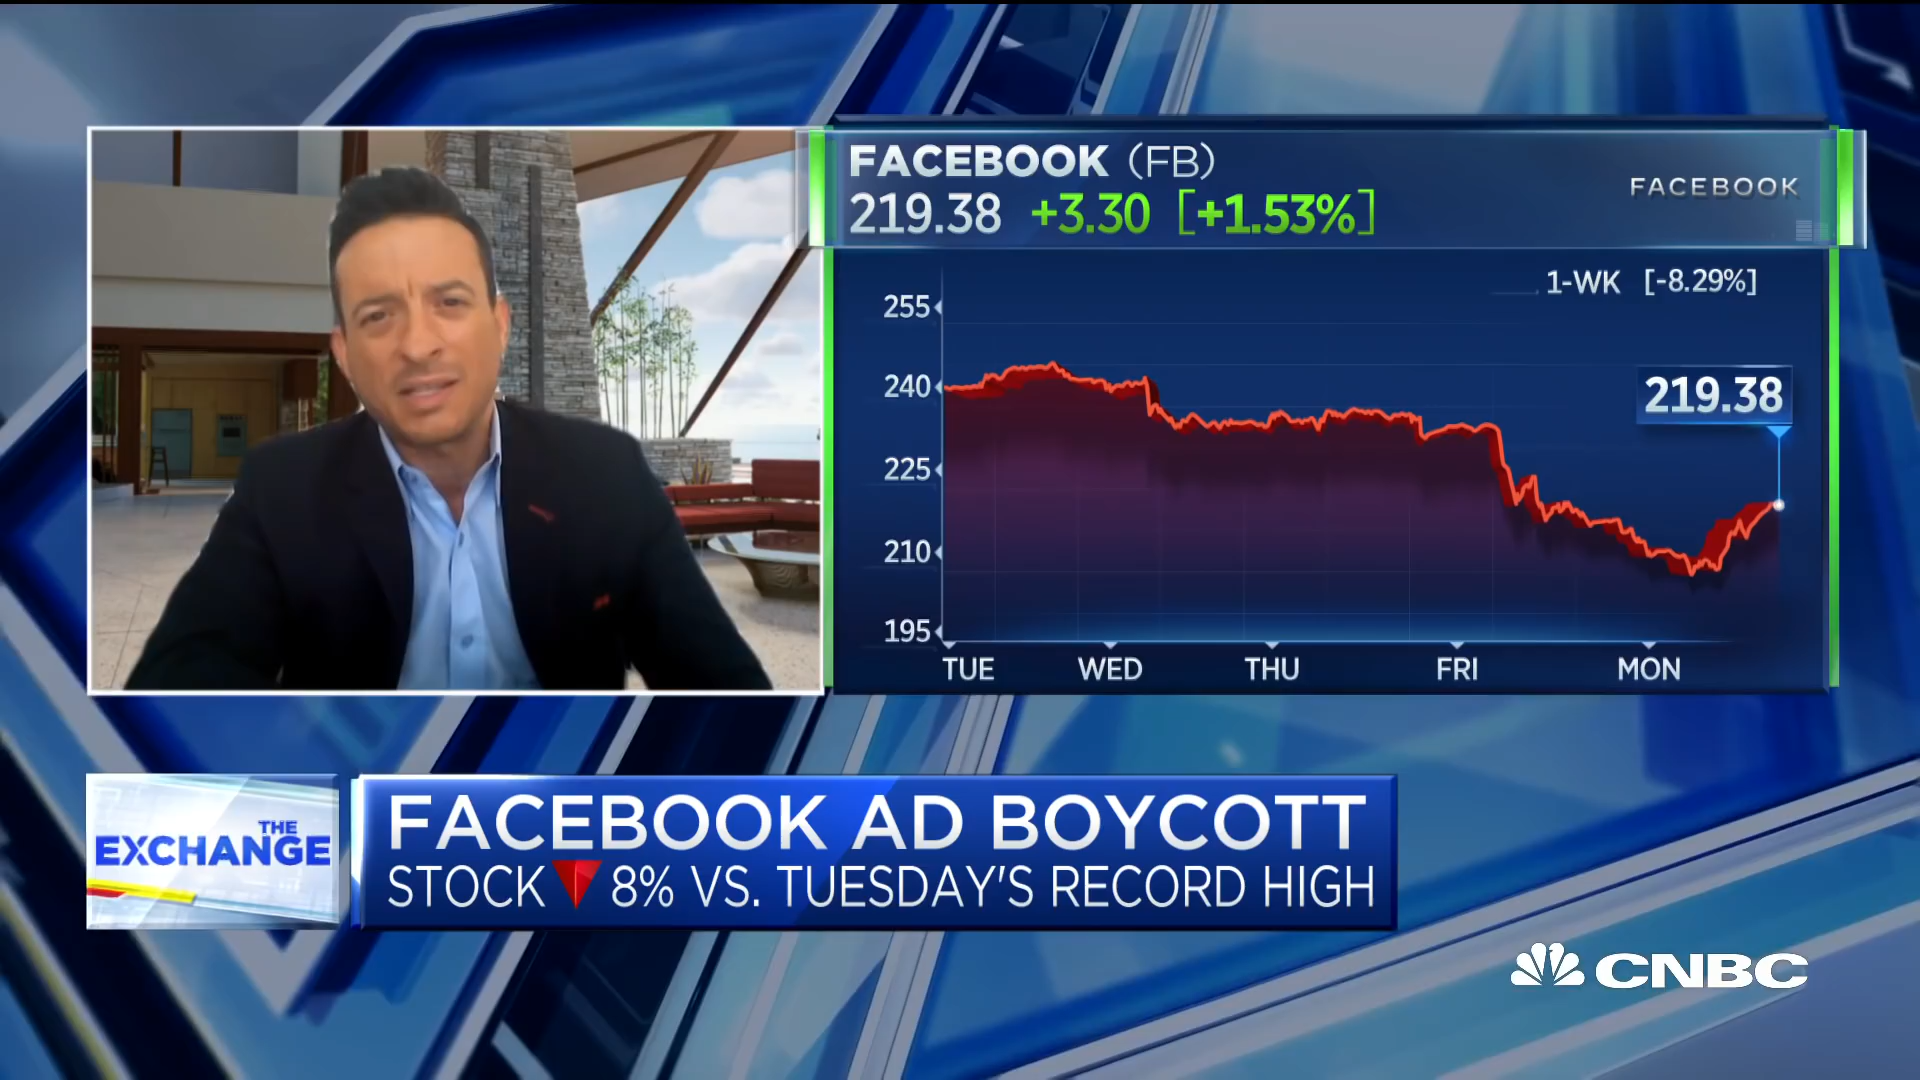 FACEBOOK (FB)
219.38 +3.30 [+1.53%]
FACEBOOK
1-WK [-8.29%]
255
240
225
210
195
219.38
TUE WED THU FRI MON
THE
EXCHANGE
FACEBOOK AD BOYCOTT
STOCK ▼ 8% VS. TUESDAY'S RECORD HIGH
CNBC